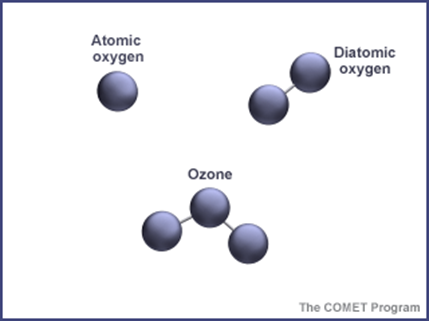 Atomic
oxygen
Diatomic
oxygen
Ozone
The COMET Program